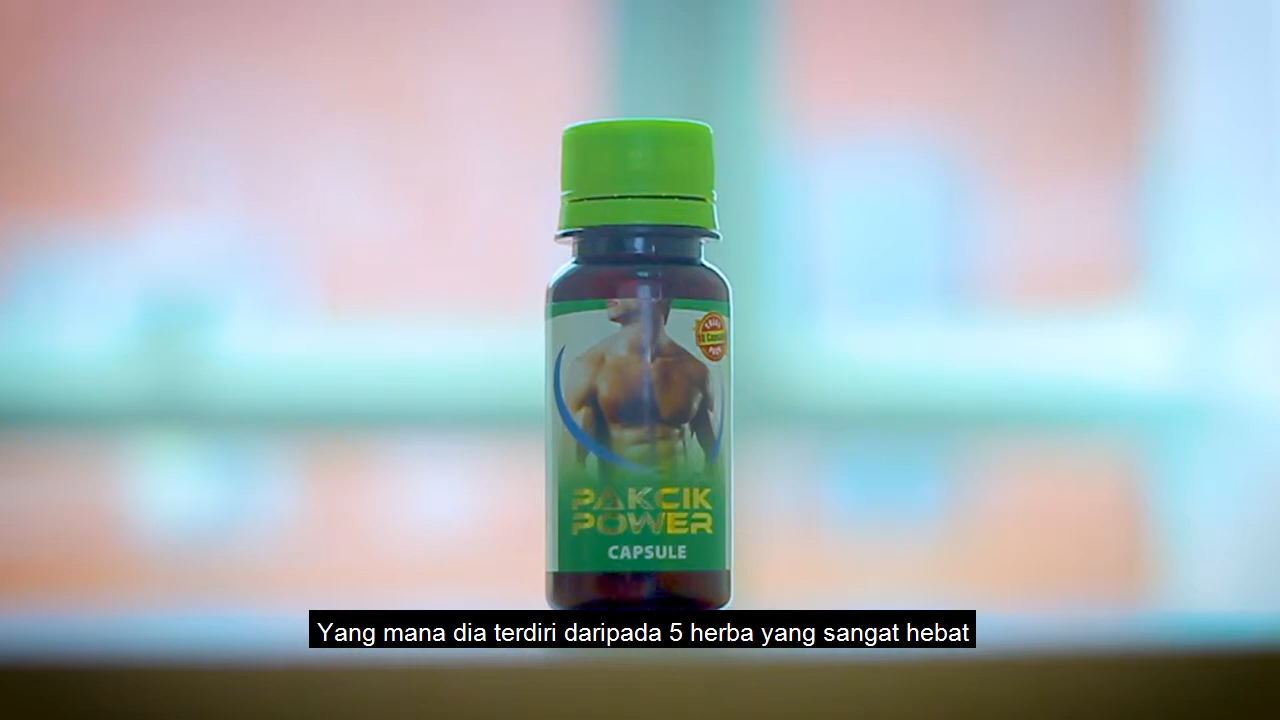 PAKCIK
POWER
CAPSULE
Yang mana dia terdiri daripada 5 herba yang sangat hebat